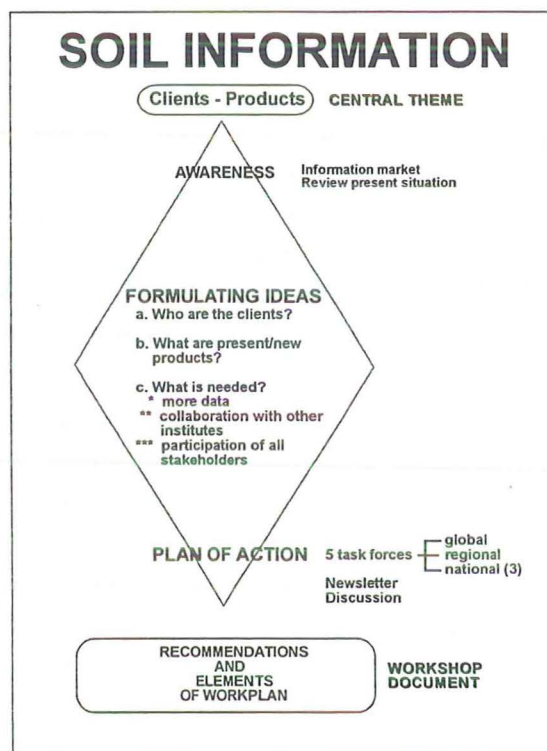 SOIL INFORMATION
Clients - Products CENTRAL THEME
AWARENESS Information market
Review present situation
FORMULATING IDEAS
a. Who are the clients?
b. What are present/new
products?
c. What is needed?
* more data
** collaboration with other
institutes
*** participation of all
stakeholders
PLAN OF ACTION 5 task forces global
regional
national (3)
Newsletter
Discussion
RECOMMENDATIONS
AND
ELEMENTS
OF WORKPLAN
WORKSHOP
DOCUMENT